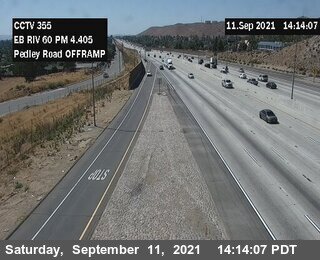 CCTV 355
EB RIV 60 PM 4.405
Pedley Road OFFRAMP
11.Sep 2021 14:14:07
STOP
Saturday, September 11, 2021 14:14:07 PDT